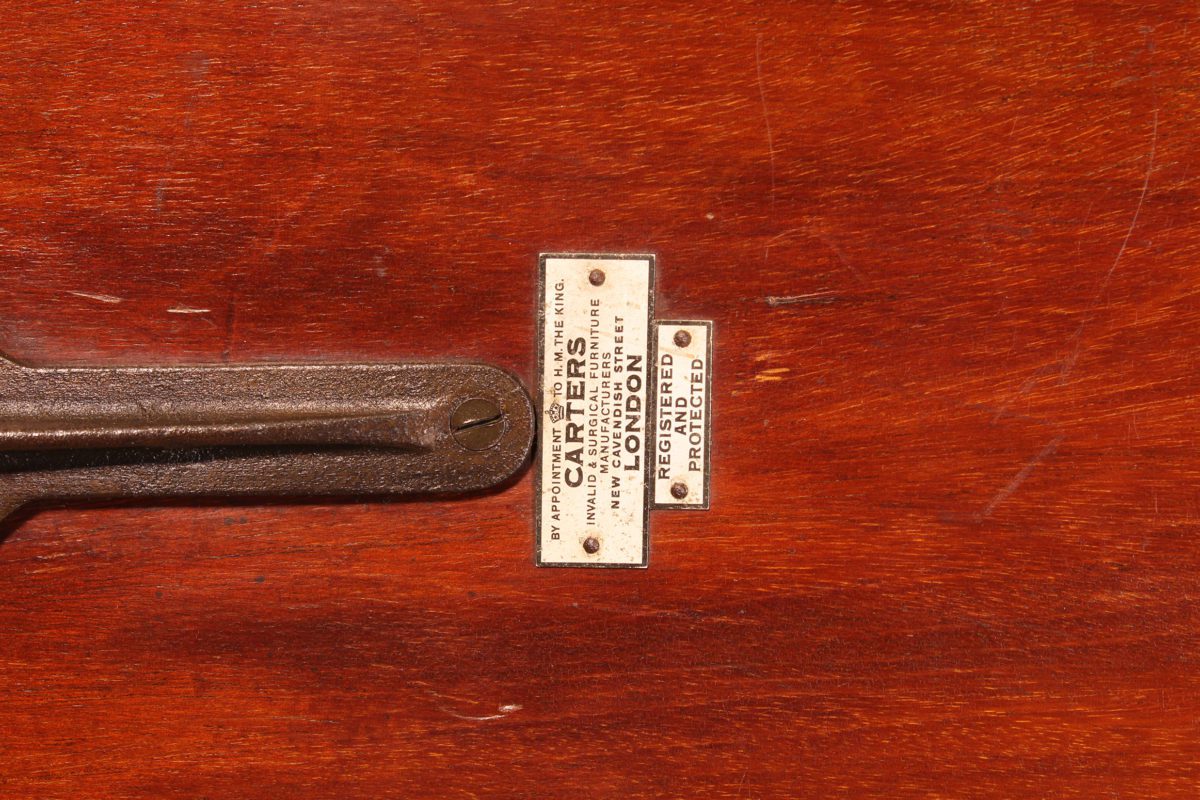 BY APPOINTMENT TO H.M. THE KING.
CARTERS
INVALID & SURGICAL FURNITURE
MANUFACTURERS
NEW CAVENDISH STREET
LONDON
REGISTERED
AND
PROTECTED